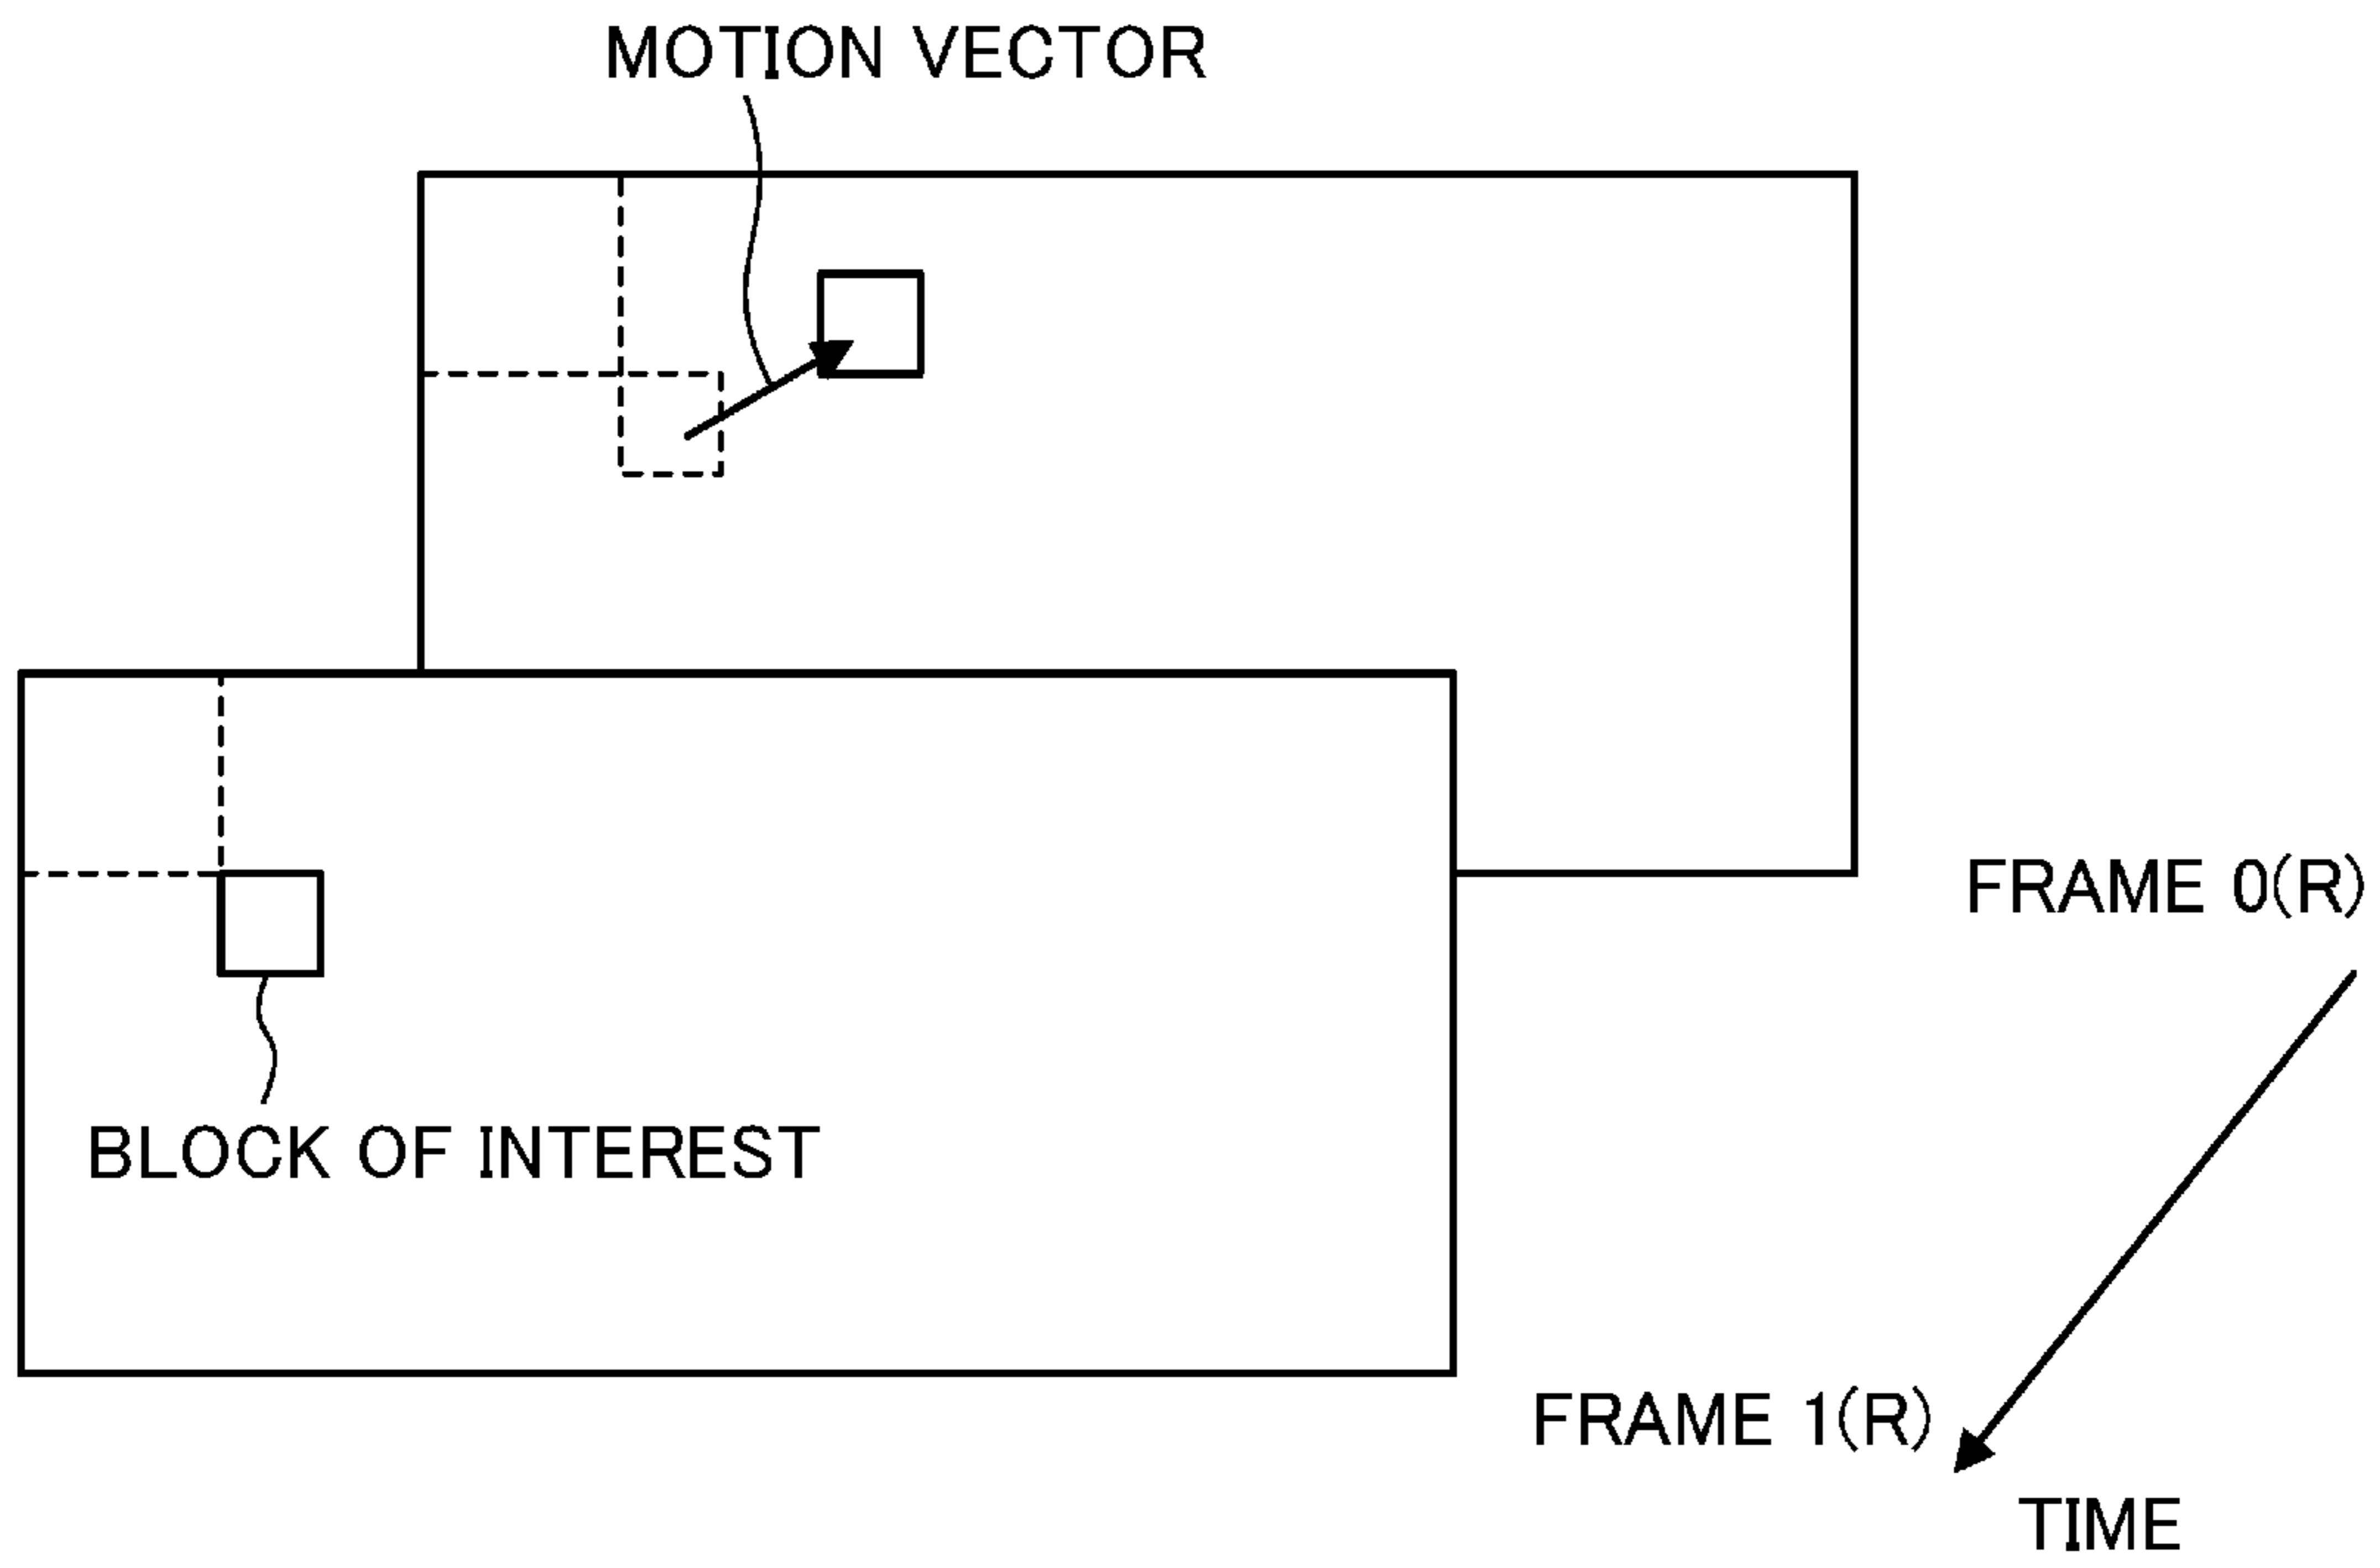 MOTION VECTOR
FRAME 0(R)
BLOCK OF INTEREST
FRAME 1(R)
TIME